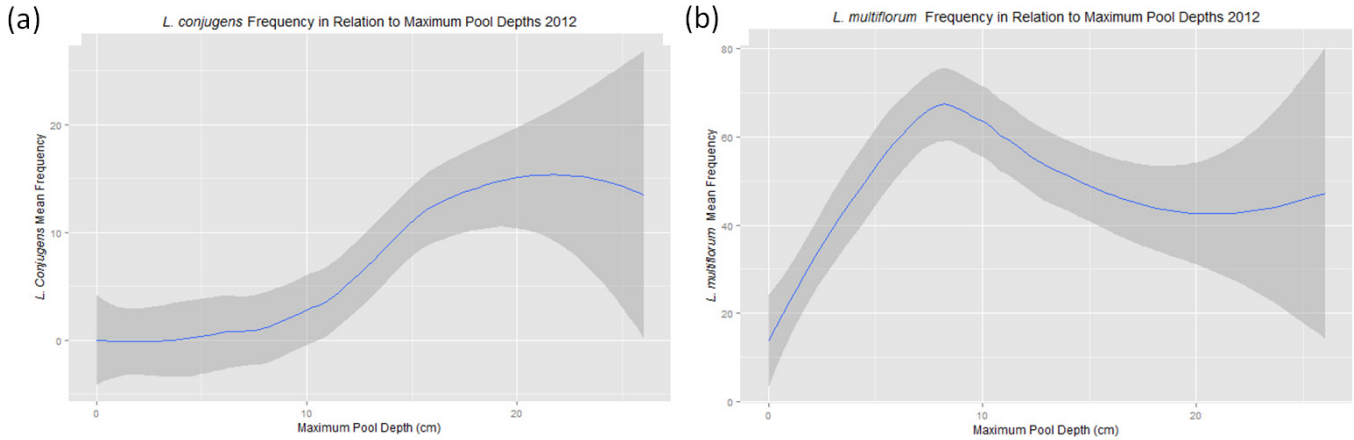 (a)
L. conjugens Frequency in Relation to Maximum Pool Depths 2012
L. Conjugens Mean Frequency
20
10
0
0
10
20
Maximum Pool Depth (cm)
(b)
L. multiflorum Frequency in Relation to Maximum Pool Depths 2012
L. multiflorum Mean Frequency
80
60
40
20
0
0
10
20
Maximum Pool Depth (cm)